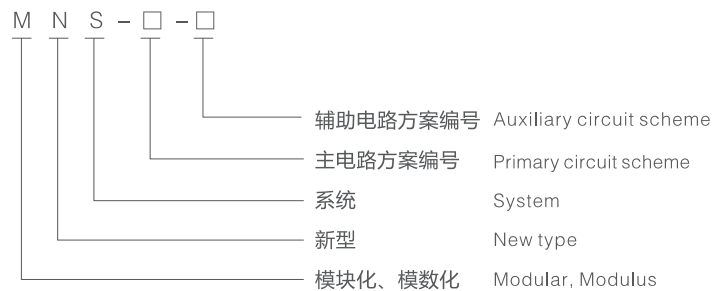 M N S - □ - □
辅助电路方案编号 Auxiliary circuit scheme
主电路方案编号 Primary circuit scheme
系统 System
新型 New type
模块化、模数化 Modular, Modulus